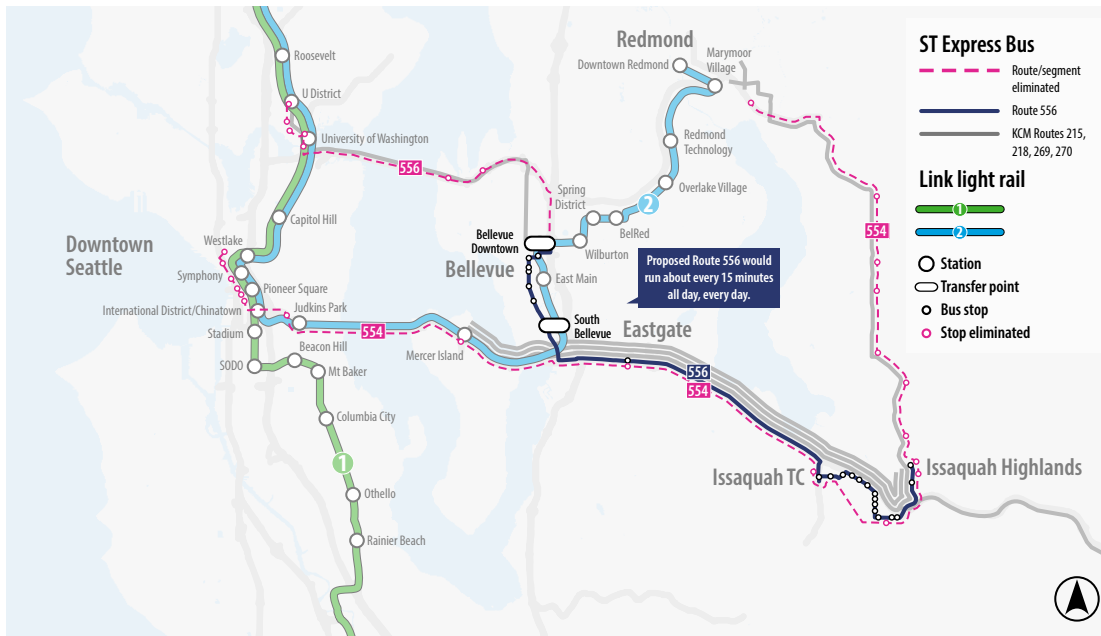 Redmond
Downtown Redmond
Marymoor
Village
Roosevelt
U District
University of Washington
556
Redmond
Technology
Overlake Village
Spring
District
2
BelRed
Wilburton
Capitol Hill
Westlake
Downtown
Seattle
Symphony
Pioneer Square
International District/Chinatown
Judkins Park
Stadium
SODO
Beacon Hill
Mt Baker
Columbia City
1
Othello
Rainier Beach
554
Mercer Island
Bellevue
Downtown
Bellevue
East Main
South
Bellevue
Proposed Route 556 would
run about every 15 minutes
all day, every day.
Eastgate
556
554
554
Issaquah TC
Issaquah Highlands
ST Express Bus
Route/segment
eliminated
Route 556
KCM Routes 215,
218, 269, 270
Link light rail
1
2
Station
Transfer point
Bus stop
Stop eliminated